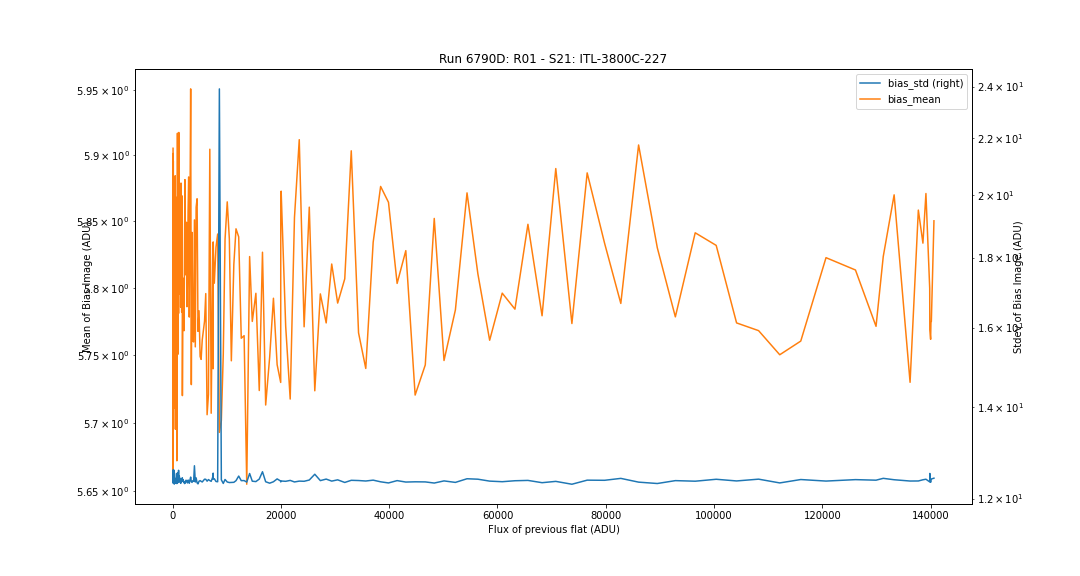 Run 6790D: R01 - S21: ITL-3800C-227
bias_std (right)
bias_mean
5.95 × 10⁰
5.9 × 10⁰
5.85 × 10⁰
5.8 × 10⁰
5.75 × 10⁰
5.7 × 10⁰
5.65 × 10⁰
Mean of Bias Image (ADU)
2.4 × 10¹
2.2 × 10¹
2 × 10¹
1.8 × 10¹
1.6 × 10¹
1.4 × 10¹
1.2 × 10¹
Stdev of Bias Image (ADU)
0 20000 40000 60000 80000 100000 120000 140000
Flux of previous flat (ADU)